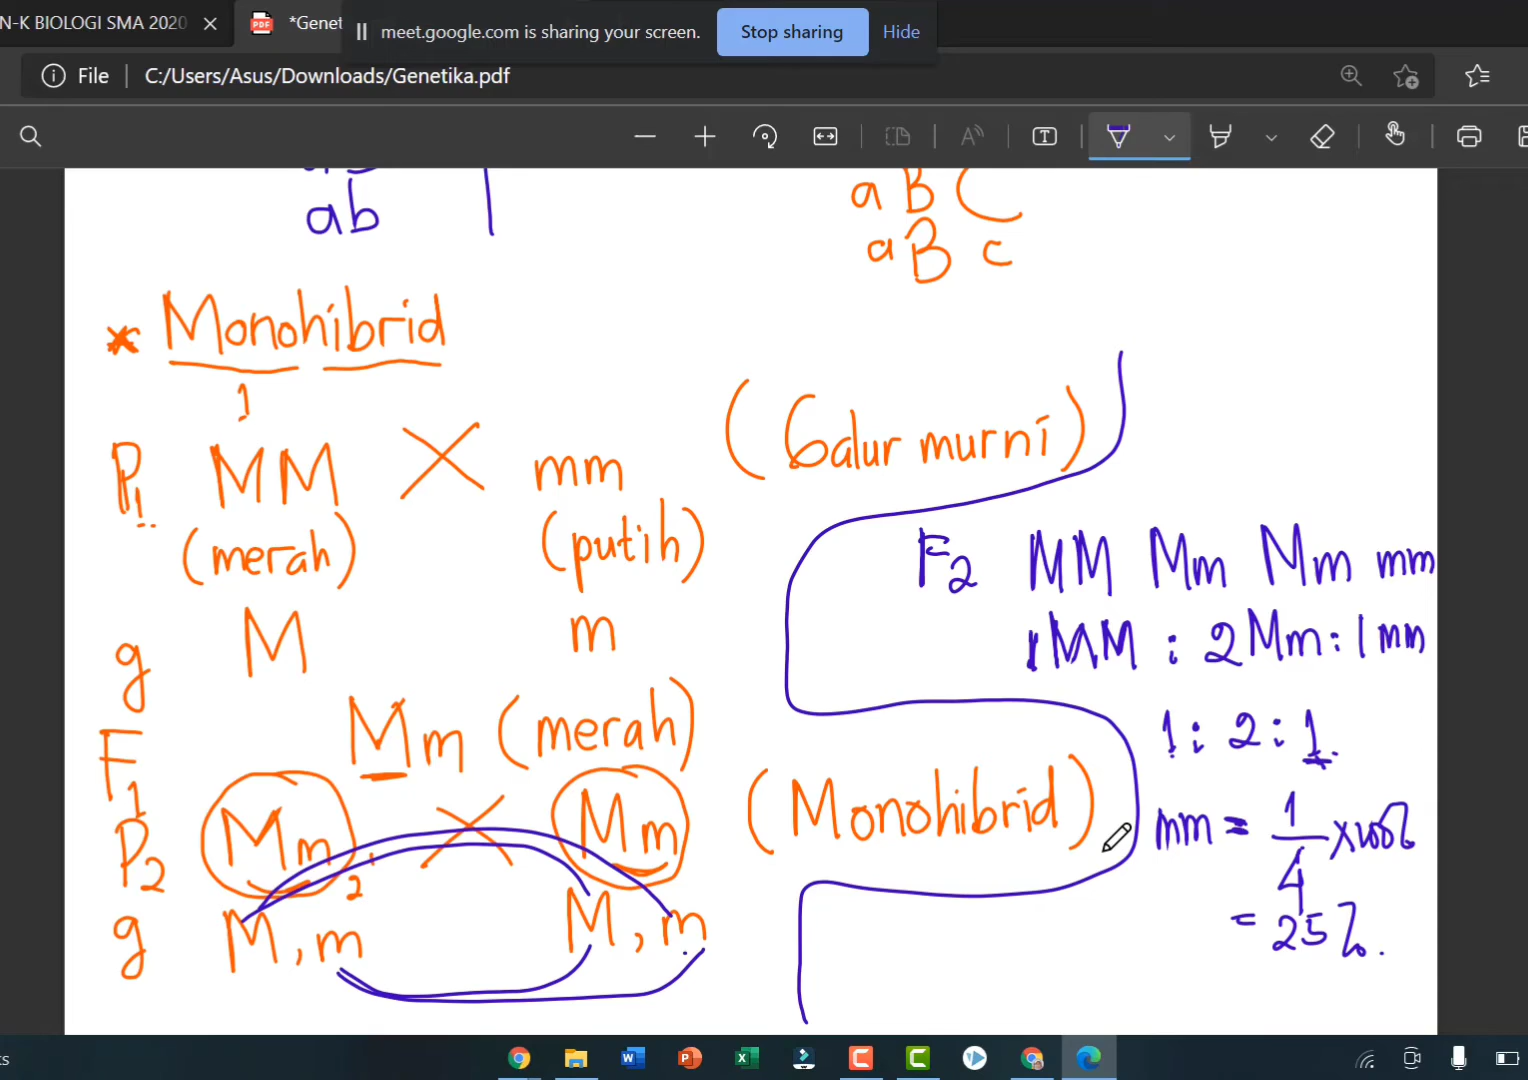 N-K BIOLOGI SMA 2020
*Genet
meet.google.com is sharing your screen.
Stop sharing
Hide
File
C:/Users/Asus/Downloads/Genetika.pdf
ab
a B C
a B c
* Monohibrid
1
P1. MM X mm (Galur murni)
(merah) (putih)
g M m
F1 Mm (merah)
P2 Mm X Mm (Monohibrid)
2
g M, m M, m
F2 MM Mm Mm mm
1MM : 2Mm : 1mm
1 : 2 : 1
mm = 1/4 x 100%
= 25%.